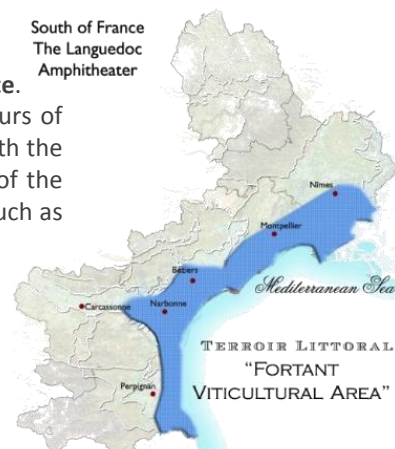 South of France
The Languedoc
Amphitheater
ce.
urs of
th the
of the
uch as
Nîmes
Montpellier
Béziers
Mediterranean Sea
Carcassonne
Narbonne
TERROIR LITTORAL
"FORTANT
VITICULTURAL AREA"
Perpignan